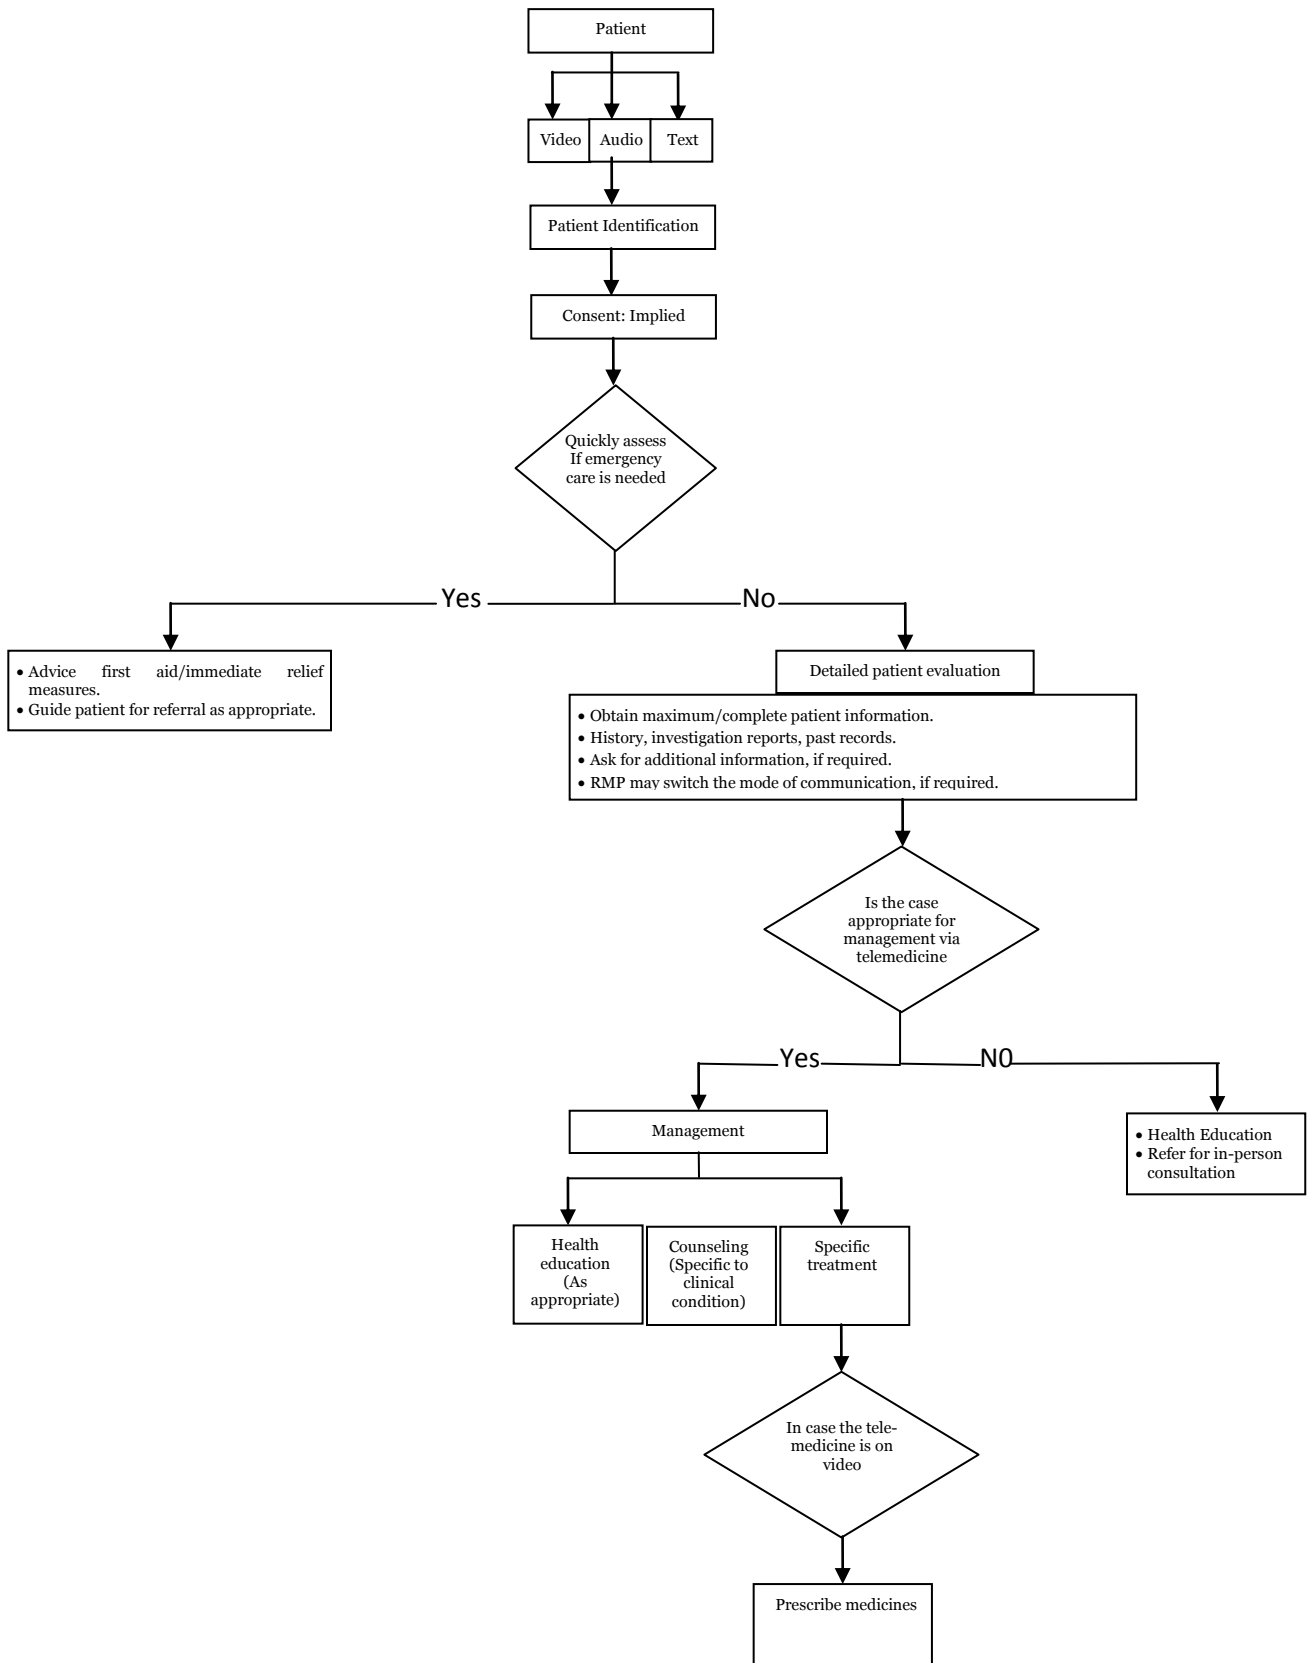 Patient
Video
Audio
Text
Patient Identification
Consent: Implied
Quickly assess
If emergency
care is needed
Yes
No
• Advice first aid/immediate relief
measures.
• Guide patient for referral as appropriate.
Detailed patient evaluation
• Obtain maximum/complete patient information.
• History, investigation reports, past records.
• Ask for additional information, if required.
• RMP may switch the mode of communication, if required.
Is the case
appropriate for
management via
telemedicine
Yes
N0
Management
• Health Education
• Refer for in-person
consultation
Health
education
(As
appropriate)
Counseling
(Specific to
clinical
condition)
Specific
treatment
In case the tele-
medicine is on
video
Prescribe medicines